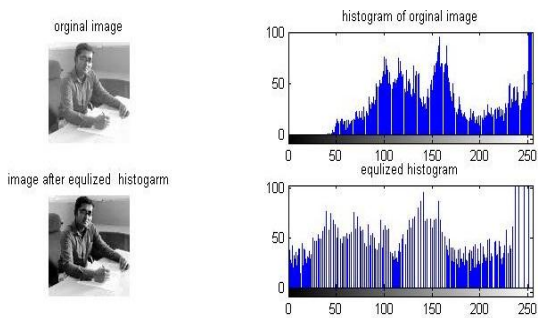 orginal image
histogram of orginal image
100
50
0
0 50 100 150 200 250
image after equlized histogarm
equlized histogram
100
50
0
0 50 100 150 200 250